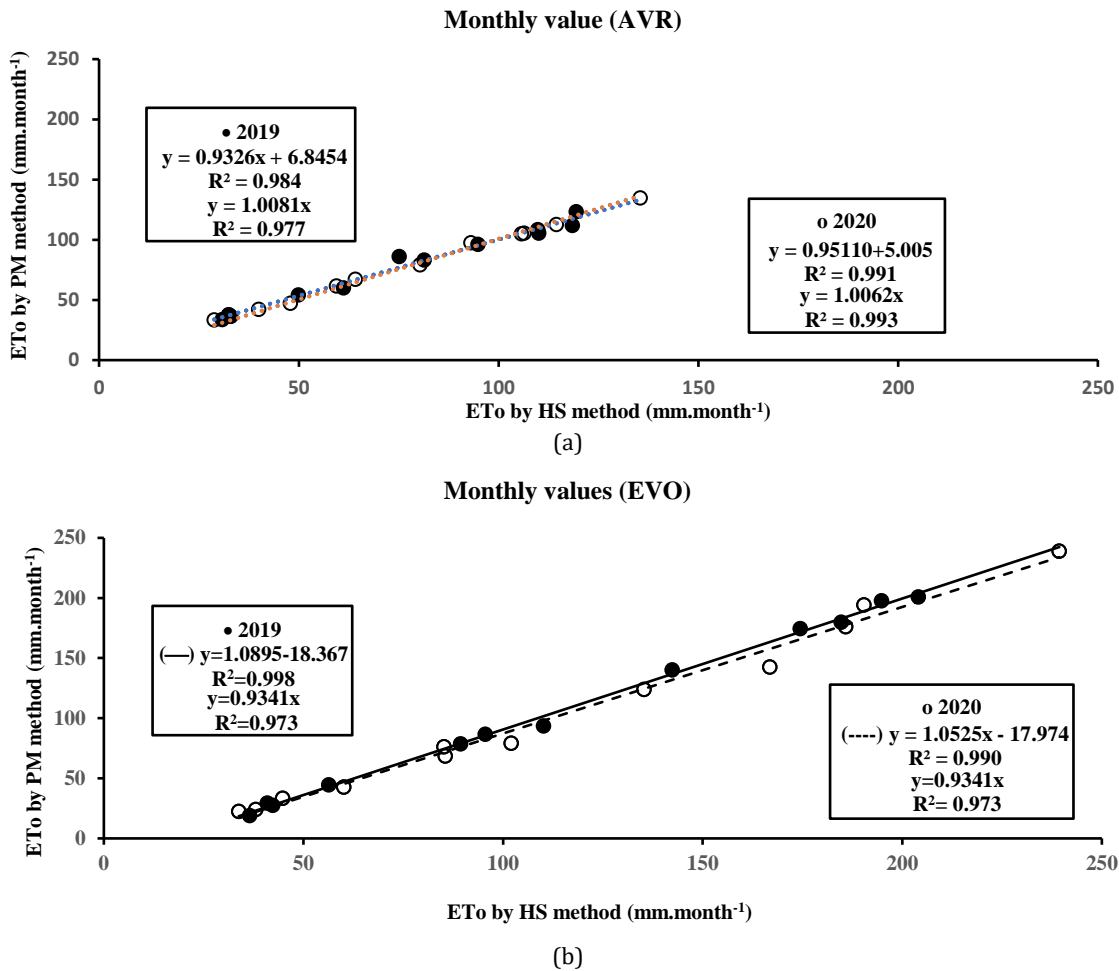 Monthly value (AVR)
ETo by PM method (mm.month⁻¹)
250
200
150
100
50
0
● 2019
y = 0.9326x + 6.8454
R² = 0.984
y = 1.0081x
R² = 0.977
o 2020
y = 0.95110+5.005
R² = 0.991
y = 1.0062x
R² = 0.993
0 50 100 150 200 250
ETo by HS method (mm.month⁻¹)
(a)
Monthly values (EVO)
ETo by PM method (mm.month⁻¹)
250
200
150
100
50
0
● 2019
(—) y=1.0895-18.367
R²=0.998
y=0.9341x
R²=0.973
o 2020
(----) y = 1.0525x - 17.974
R² = 0.990
y=0.9341x
R²= 0.973
0 50 100 150 200 250
ETo by HS method (mm.month⁻¹)
(b)